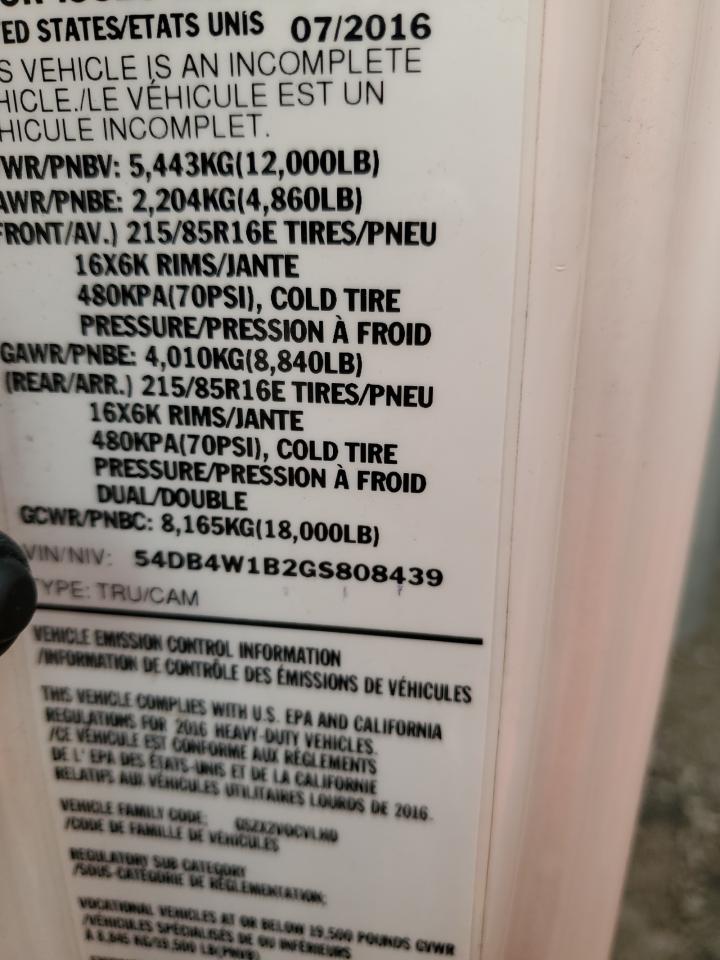 ED STATES/ETATS UNIS 07/2016
S VEHICLE IS AN INCOMPLETE
HICLE./LE VÉHICULE EST UN
HICULE INCOMPLET.
WR/PNBV: 5,443KG(12,000LB)
AWR/PNBE: 2,204KG(4,860LB)
FRONT/AV.) 215/85R16E TIRES/PNEU
16X6K RIMS/JANTE
480KPA(70PSI), COLD TIRE
PRESSURE/PRESSION À FROID
GAWR/PNBE: 4,010KG(8,840LB)
(REAR/ARR.) 215/85R16E TIRES/PNEU
16X6K RIMS/JANTE
480KPA(70PSI), COLD TIRE
PRESSURE/PRESSION À FROID
DUAL/DOUBLE
GCWR/PNBC: 8,165KG(18,000LB)
VIN/NIV: 54DB4W1B2GS808439
YPE: TRU/CAM
VEHICLE EMISSION CONTROL INFORMATION
/INFORMATION DE CONTRÔLE DES ÉMISSIONS DE VÉHICULES
THIS VEHICLE COMPLIES WITH U.S. EPA AND CALIFORNIA
REGULATIONS FOR 2016 HEAVY-DUTY VEHICLES.
/CE VÉHICULE EST CONFORME AUX RÈGLEMENTS
DE L' EPA DES ÉTATS-UNIS ET DE LA CALIFORNIE
RELATIFS AUX VÉHICULES UTILITAIRES LOURDS DE 2016.
VEHICLE FAMILY CODE:
/CODE DE FAMILLE DE VÉHICULES
REGULATORY SUB CATEGORY
/SOUS-CATÉGORIE DE RÉGLEMENTATION:
VOCATIONAL VEHICLES AT OR BELOW 19,500 POUNDS GVWR
/VÉHICULES SPÉCIALISÉS DE OU INFÉRIEURS